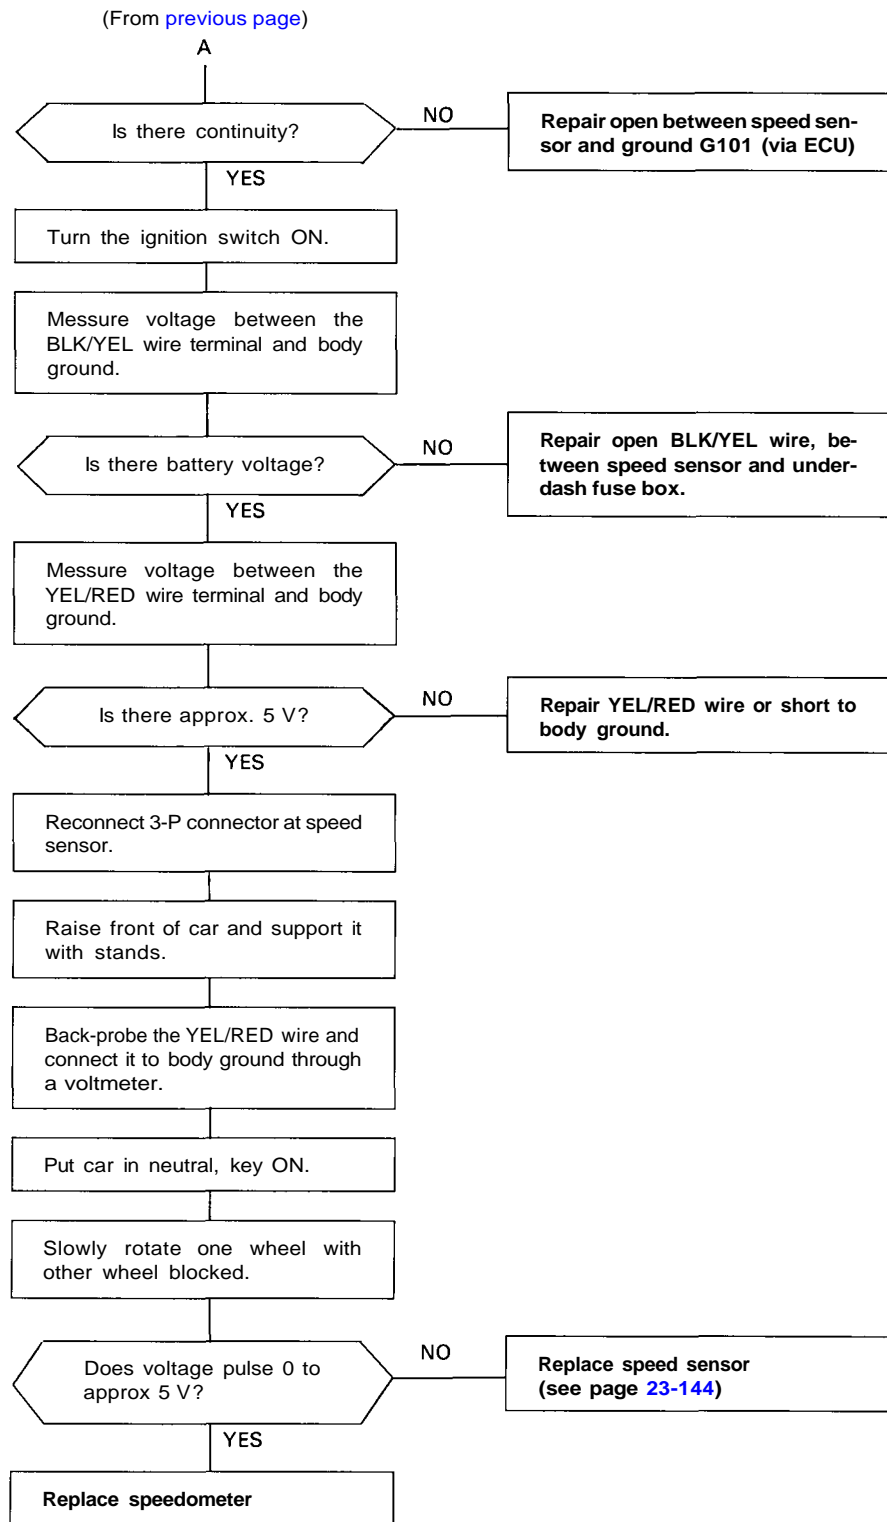 (From previous page)
A
Is there continuity?
NO
Repair open between speed sen-
sor and ground G101 (via ECU)
YES
Turn the ignition switch ON.
Messure voltage between the
BLK/YEL wire terminal and body
ground.
Is there battery voltage?
NO
Repair open BLK/YEL wire, be-
tween speed sensor and under-
dash fuse box.
YES
Messure voltage between the
YEL/RED wire terminal and body
ground.
Is there approx. 5 V?
NO
Repair YEL/RED wire or short to
body ground.
YES
Reconnect 3-P connector at speed
sensor.
Raise front of car and support it
with stands.
Back-probe the YEL/RED wire and
connect it to body ground through
a voltmeter.
Put car in neutral, key ON.
Slowly rotate one wheel with
other wheel blocked.
Does voltage pulse 0 to
approx 5 V?
NO
Replace speed sensor
(see page 23-144)
YES
Replace speedometer